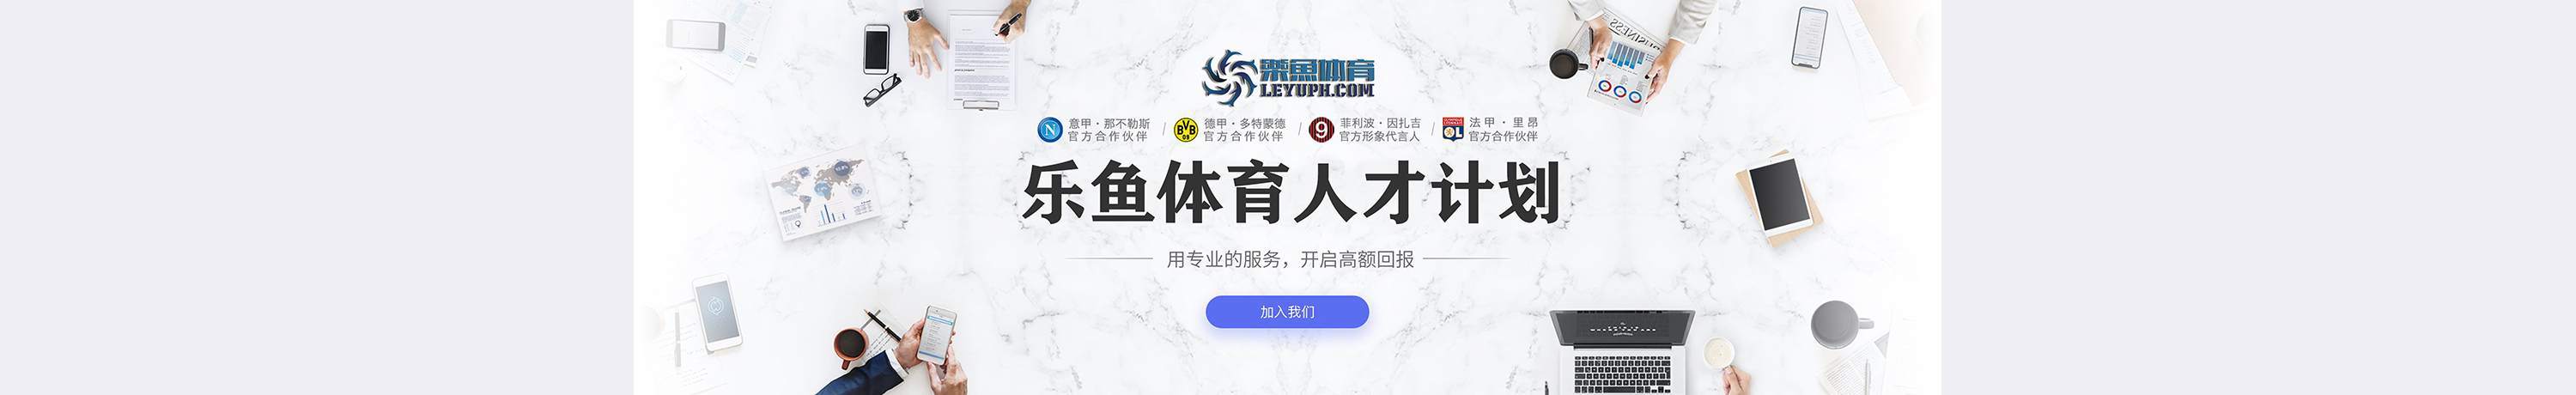 BUSINESS
樂魚体育
LEYUPH.COM
N
意甲·那不勒斯
官方合作伙伴
BVB
09
德甲·多特蒙德
官方合作伙伴
9
菲利波·因扎吉
官方形象代言人
OL
法甲·里昂
官方合作伙伴
乐鱼体育人才计划
用专业的服务，开启高额回报
加入我们